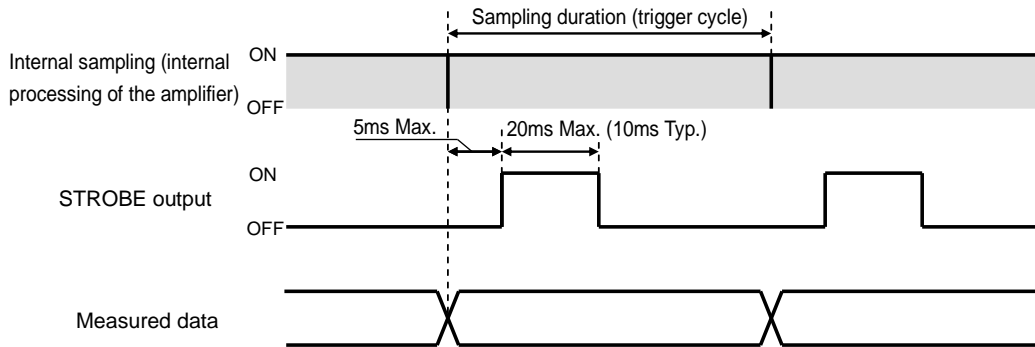 Sampling duration (trigger cycle)
Internal sampling (internal
processing of the amplifier)
ON
OFF
5ms Max.
20ms Max. (10ms Typ.)
STROBE output
ON
OFF
Measured data